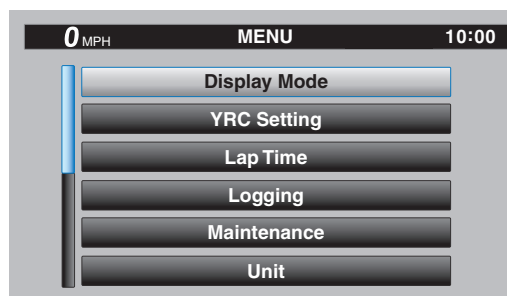 0 MPH MENU 10:00
Display Mode
YRC Setting
Lap Time
Logging
Maintenance
Unit